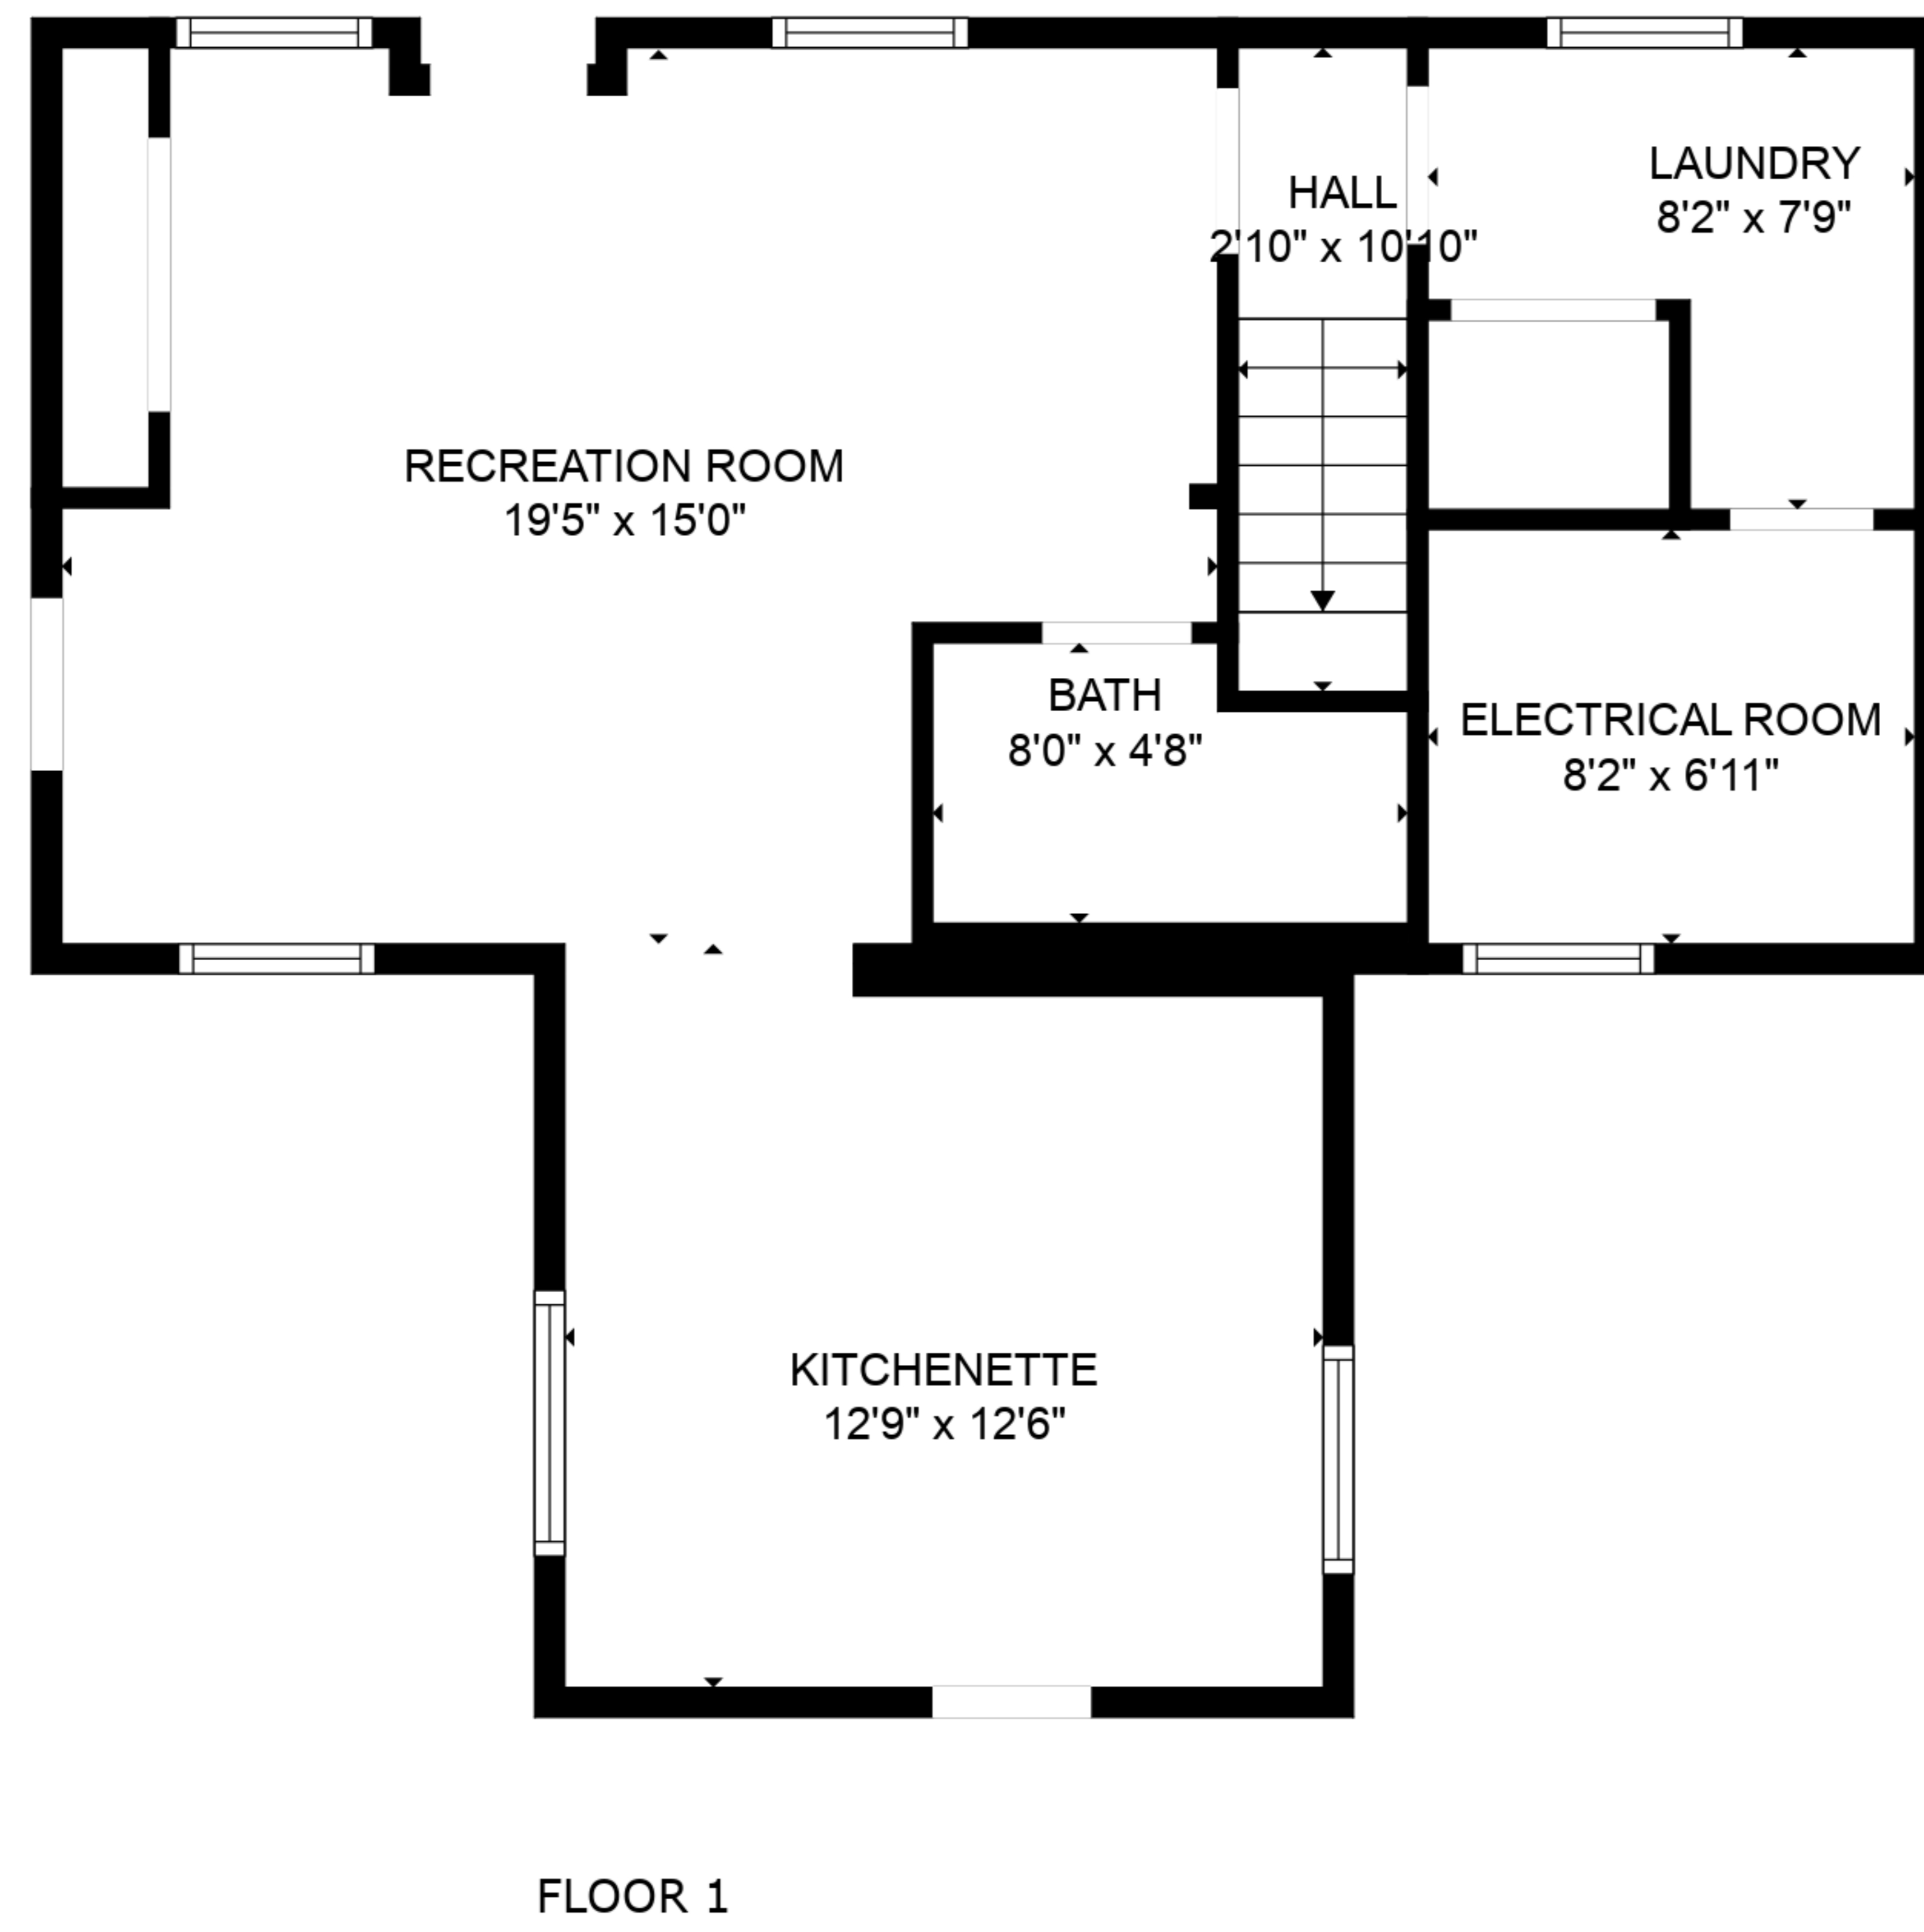 LAUNDRY
8'2" x 7'9"
HALL
2'10" x 10'10"
RECREATION ROOM
19'5" x 15'0"
BATH
8'0" x 4'8"
ELECTRICAL ROOM
8'2" x 6'11"
KITCHENETTE
12'9" x 12'6"
FLOOR 1